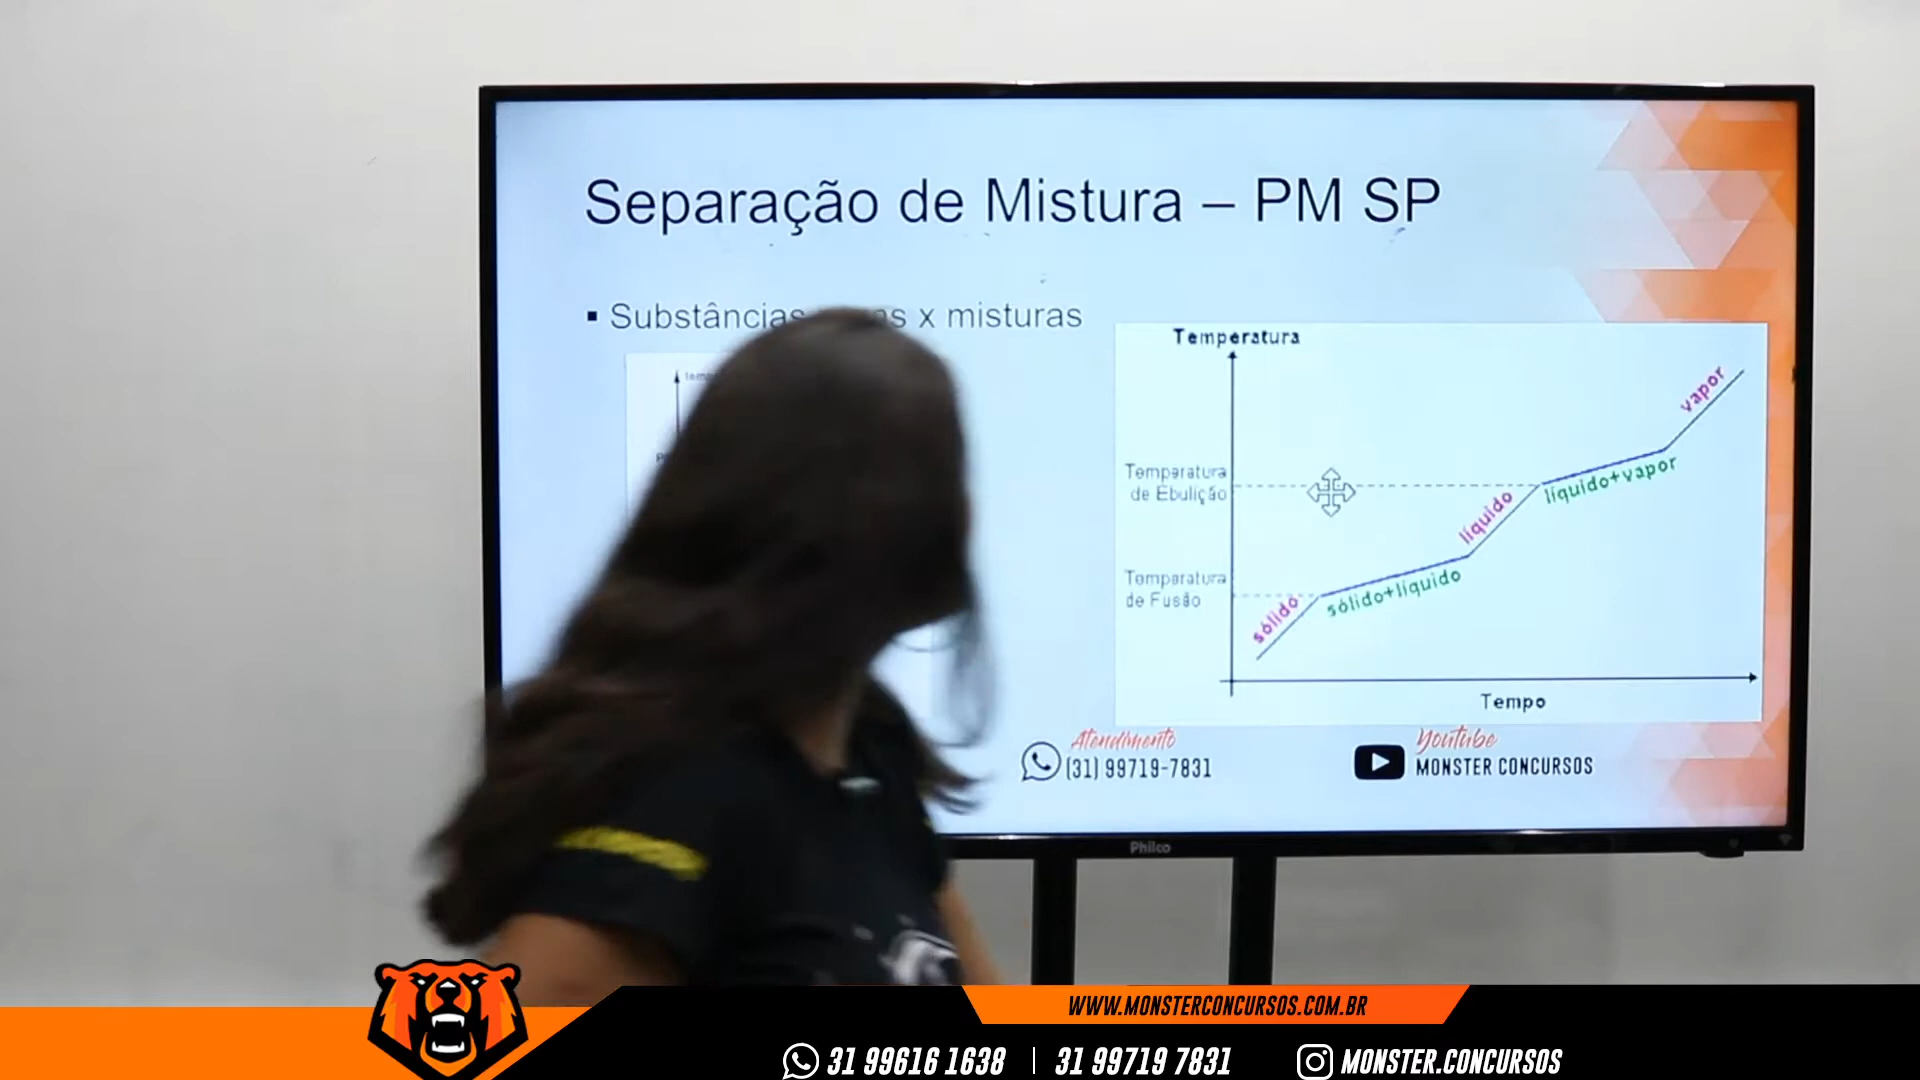 Separação de Mistura – PM SP
▪ Substâncias x misturas
Temperatura
vapor
Temperatura
de Ebulição
líquido+vapor
líquido
Temperatura
de Fusão
sólido+líquido
sólido
Tempo
Atendimento
(31) 99719-7831
Youtube
MONSTER CONCURSOS
Philco
WWW.MONSTERCONCURSOS.COM.BR
31 99616 1638 | 31 99719 7831
MONSTER.CONCURSOS